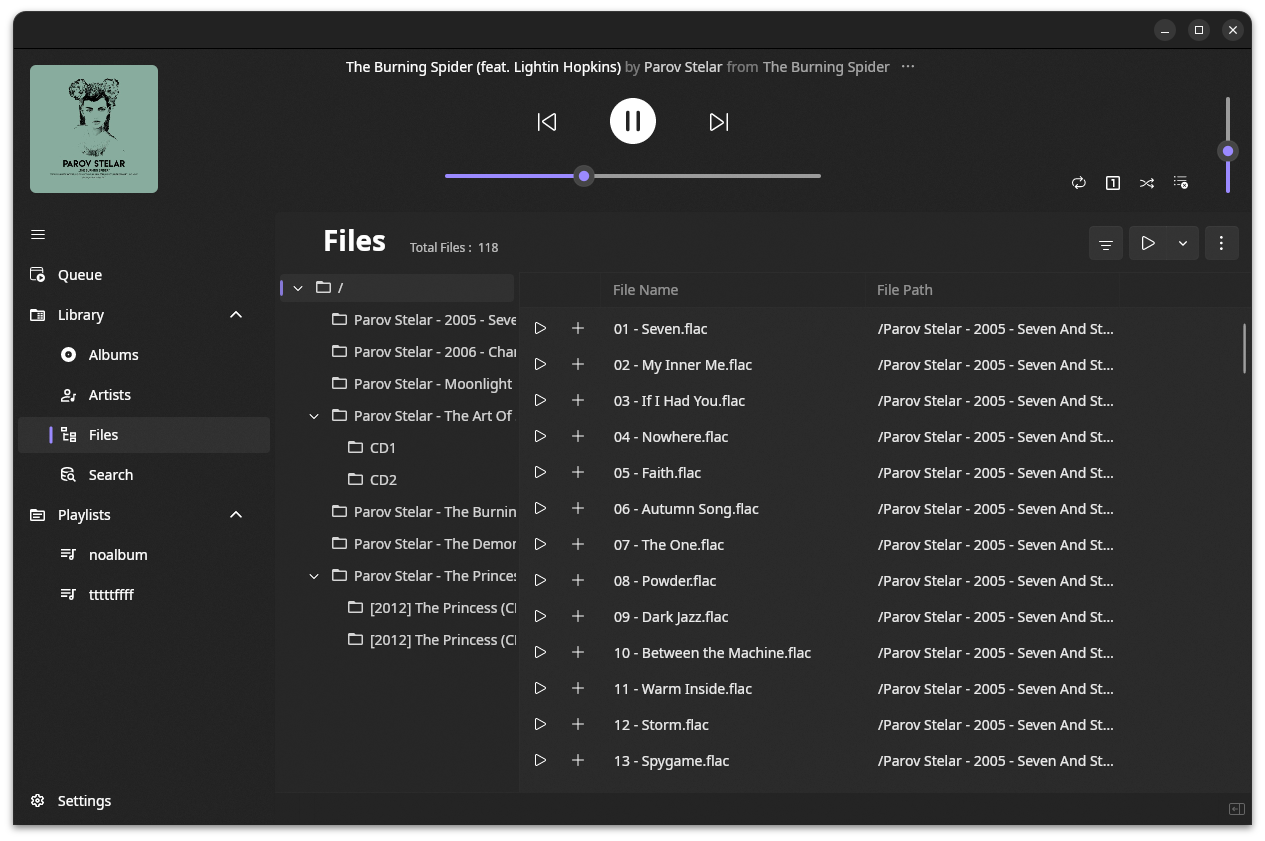 The Burning Spider (feat. Lightin Hopkins) by Parov Stelar from The Burning Spider ...
PAROV STELAR
Queue
Library
Albums
Artists
Files
Search
Playlists
noalbum
tttttffff
Settings
Files
Total Files : 118
/
Parov Stelar - 2005 - Seve
Parov Stelar - 2006 - Char
Parov Stelar - Moonlight
Parov Stelar - The Art Of
CD1
CD2
Parov Stelar - The Burnin
Parov Stelar - The Demor
Parov Stelar - The Princes
[2012] The Princess (CI
[2012] The Princess (CI
File Name File Path
01 - Seven.flac /Parov Stelar - 2005 - Seven And St...
02 - My Inner Me.flac /Parov Stelar - 2005 - Seven And St...
03 - If I Had You.flac /Parov Stelar - 2005 - Seven And St...
04 - Nowhere.flac /Parov Stelar - 2005 - Seven And St...
05 - Faith.flac /Parov Stelar - 2005 - Seven And St...
06 - Autumn Song.flac /Parov Stelar - 2005 - Seven And St...
07 - The One.flac /Parov Stelar - 2005 - Seven And St...
08 - Powder.flac /Parov Stelar - 2005 - Seven And St...
09 - Dark Jazz.flac /Parov Stelar - 2005 - Seven And St...
10 - Between the Machine.flac /Parov Stelar - 2005 - Seven And St...
11 - Warm Inside.flac /Parov Stelar - 2005 - Seven And St...
12 - Storm.flac /Parov Stelar - 2005 - Seven And St...
13 - Spygame.flac /Parov Stelar - 2005 - Seven And St...